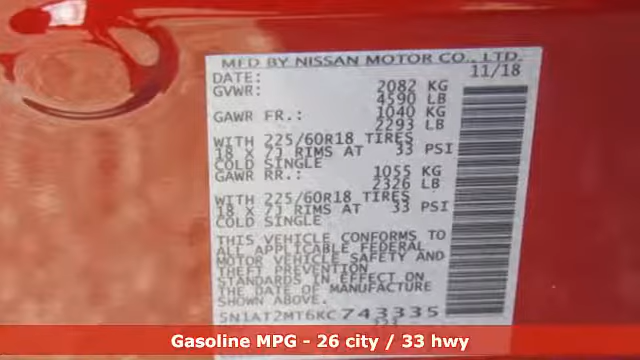 MFD BY NISSAN MOTOR CO., LTD.
DATE: 11/18
GVWR: 2082 KG
4590 LB
GAWR FR.: 1040 KG
2293 LB
WITH 225/60R18 TIRES
18 X 7J RIMS AT 33 PSI
COLD SINGLE
GAWR RR.: 1055 KG
2326 LB
WITH 225/60R18 TIRES
18 X 7J RIMS AT 33 PSI
COLD SINGLE
THIS VEHICLE CONFORMS TO
ALL APPLICABLE FEDERAL
MOTOR VEHICLE SAFETY AND
THEFT PREVENTION
STANDARDS IN EFFECT ON
THE DATE OF MANUFACTURE
SHOWN ABOVE.
5N1AT2MT6KC743335
Gasoline MPG - 26 city / 33 hwy